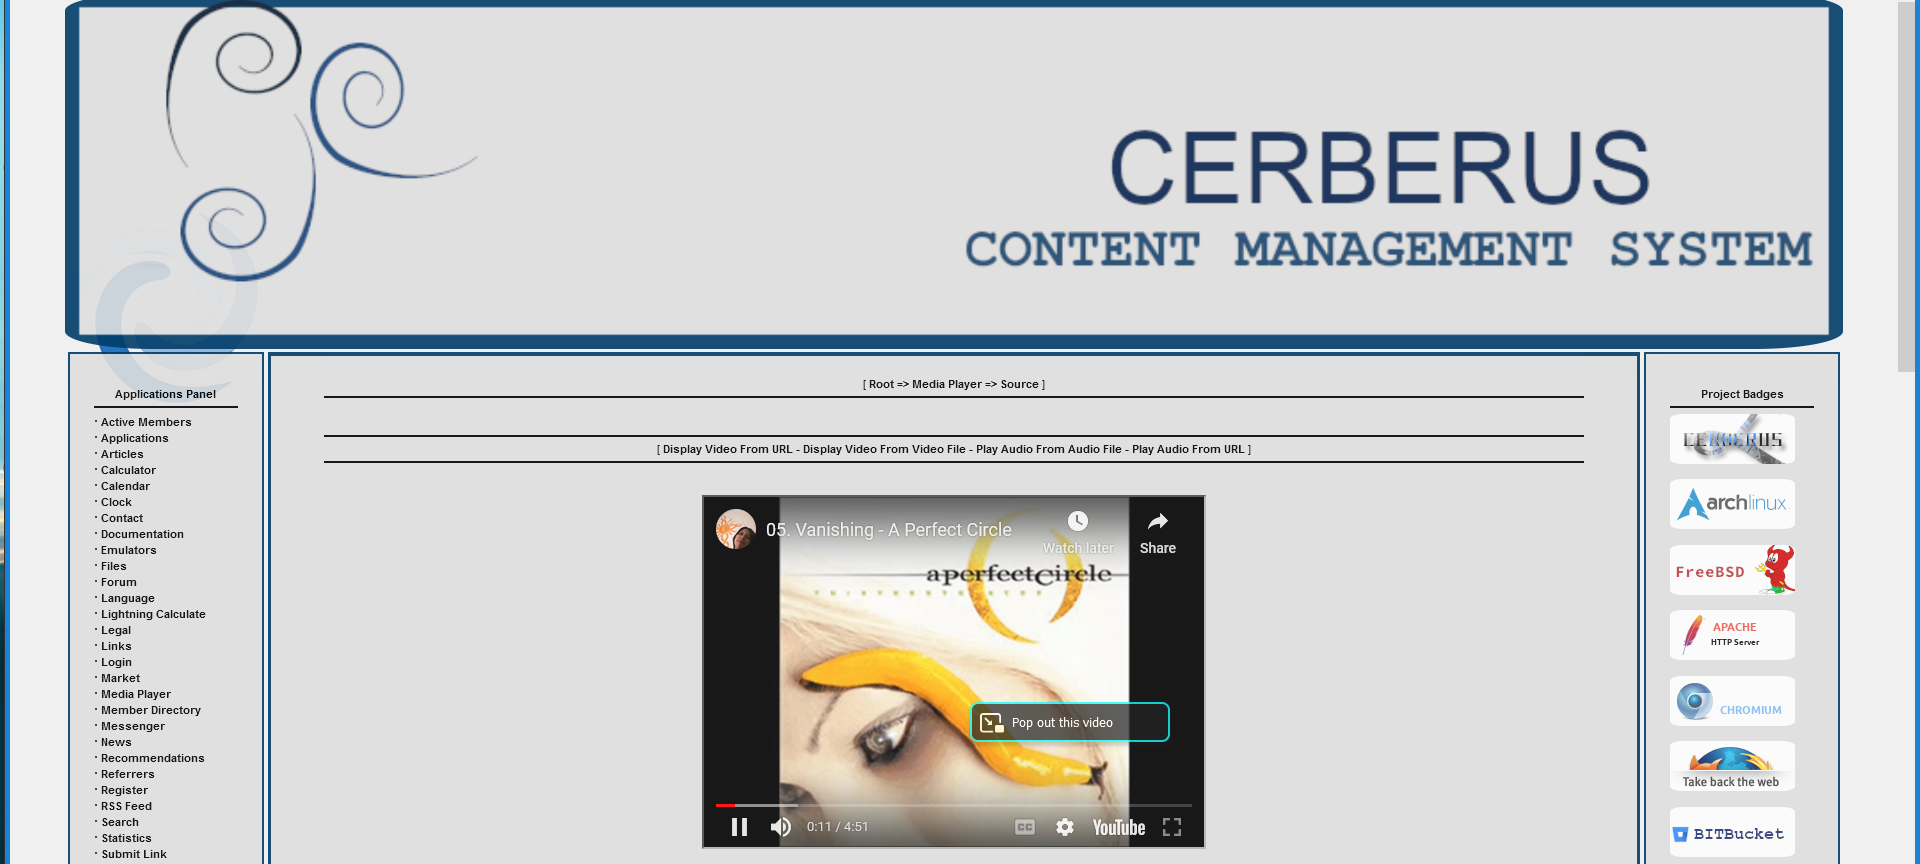 CERBERUS
CONTENT MANAGEMENT SYSTEM
Applications Panel
· Active Members
· Applications
· Articles
· Calculator
· Calendar
· Clock
· Contact
· Documentation
· Emulators
· Files
· Forum
· Language
· Lightning Calculate
· Legal
· Links
· Login
· Market
· Media Player
· Member Directory
· Messenger
· News
· Recommendations
· Referrers
· Register
· RSS Feed
· Search
· Statistics
· Submit Link
[ Root => Media Player => Source ]
[ Display Video From URL - Display Video From Video File - Play Audio From Audio File - Play Audio From URL ]
05. Vanishing - A Perfect Circle
Watch later
Share
aperfectcircle
Pop out this video
0:11 / 4:51
CC
YouTube
Project Badges
CERBERUS
archlinux
FreeBSD
APACHE
HTTP Server
CHROMIUM
Take back the web
BITBucket